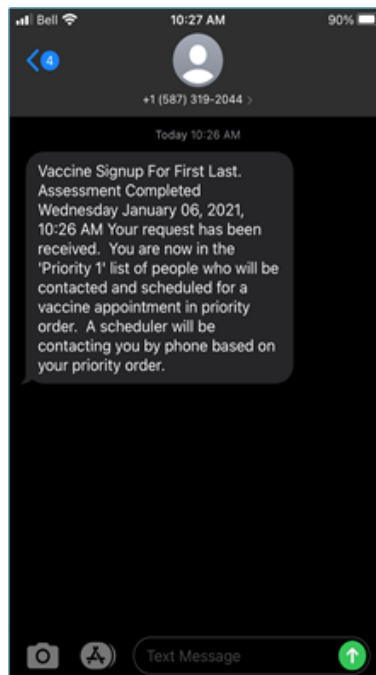 Bell 10:27 AM 90%
4
+1 (587) 319-2044 >
Today 10:26 AM
Vaccine Signup For First Last.
Assessment Completed
Wednesday January 06, 2021,
10:26 AM Your request has been
received.  You are now in the
'Priority 1' list of people who will be
contacted and scheduled for a
vaccine appointment in priority
order.  A scheduler will be
contacting you by phone based on
your priority order.
Text Message